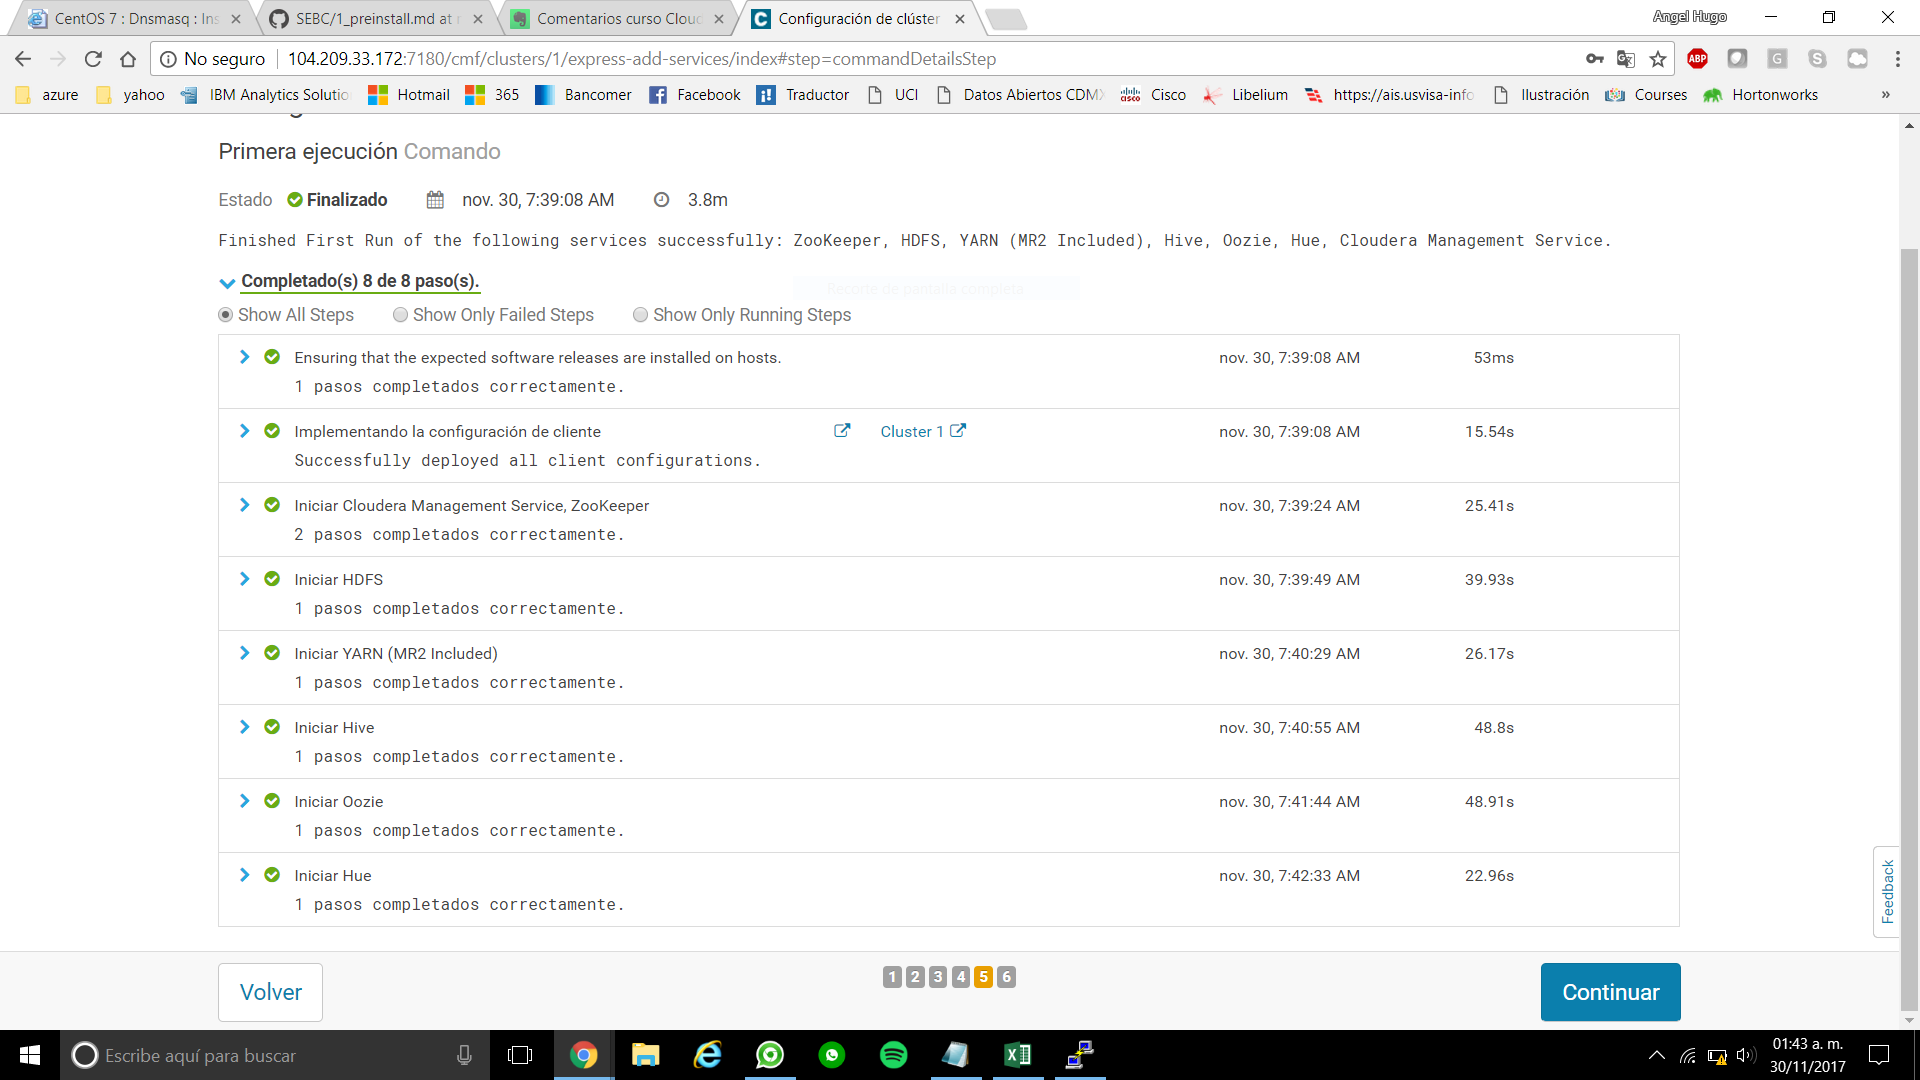 CentOS 7 : Dnsmasq : Ins
SEBC/1_preinstall.md at
Comentarios curso Cloud
Configuración de clúster
Angel Hugo
No seguro
104.209.33.172:7180/cmf/clusters/1/express-add-services/index#step=commandDetailsStep
azure
yahoo
IBM Analytics Solutio
Hotmail
365
Bancomer
Facebook
Traductor
UCI
Datos Abiertos CDMX
Cisco
Libelium
https://ais.usvisa-info
Ilustración
Courses
Hortonworks
»
Primera ejecución Comando
Estado Finalizado nov. 30, 7:39:08 AM 3.8m
Finished First Run of the following services successfully: ZooKeeper, HDFS, YARN (MR2 Included), Hive, Oozie, Hue, Cloudera Management Service.
Completado(s) 8 de 8 paso(s).
Recorte de pantalla completa
Show All Steps Show Only Failed Steps Show Only Running Steps
Ensuring that the expected software releases are installed on hosts. nov. 30, 7:39:08 AM 53ms
1 pasos completados correctamente.
Implementando la configuración de cliente Cluster 1 nov. 30, 7:39:08 AM 15.54s
Successfully deployed all client configurations.
Iniciar Cloudera Management Service, ZooKeeper nov. 30, 7:39:24 AM 25.41s
2 pasos completados correctamente.
Iniciar HDFS nov. 30, 7:39:49 AM 39.93s
1 pasos completados correctamente.
Iniciar YARN (MR2 Included) nov. 30, 7:40:29 AM 26.17s
1 pasos completados correctamente.
Iniciar Hive nov. 30, 7:40:55 AM 48.8s
1 pasos completados correctamente.
Iniciar Oozie nov. 30, 7:41:44 AM 48.91s
1 pasos completados correctamente.
Iniciar Hue nov. 30, 7:42:33 AM 22.96s
1 pasos completados correctamente.
Feedback
Volver
1 2 3 4 5 6
Continuar
Escribe aquí para buscar
01:43 a. m.
30/11/2017